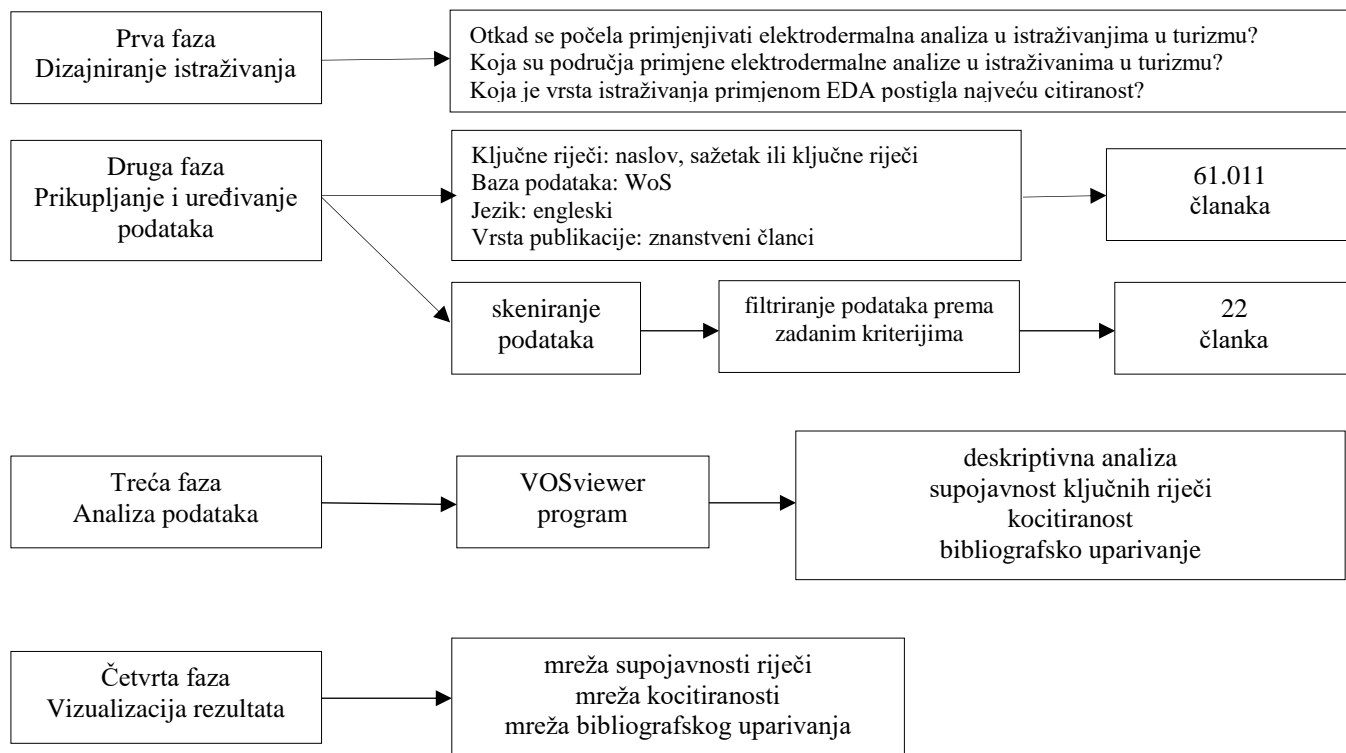 Prva faza
Dizajniranje istraživanja
Otkad se počela primjenjivati elektrodermalna analiza u istraživanjima u turizmu?
Koja su područja primjene elektrodermalne analize u istraživanima u turizmu?
Koja je vrsta istraživanja primjenom EDA postigla najveću citiranost?
Druga faza
Prikupljanje i uređivanje
podataka
Ključne riječi: naslov, sažetak ili ključne riječi
Baza podataka: WoS
Jezik: engleski
Vrsta publikacije: znanstveni članci
61.011
članaka
skeniranje
podataka
filtriranje podataka prema
zadanim kriterijima
22
članka
Treća faza
Analiza podataka
VOSviewer
program
deskriptivna analiza
supojavnost ključnih riječi
kocitiranost
bibliografsko uparivanje
Četvrta faza
Vizualizacija rezultata
mreža supojavnosti riječi
mreža kocitiranosti
mreža bibliografskog uparivanja